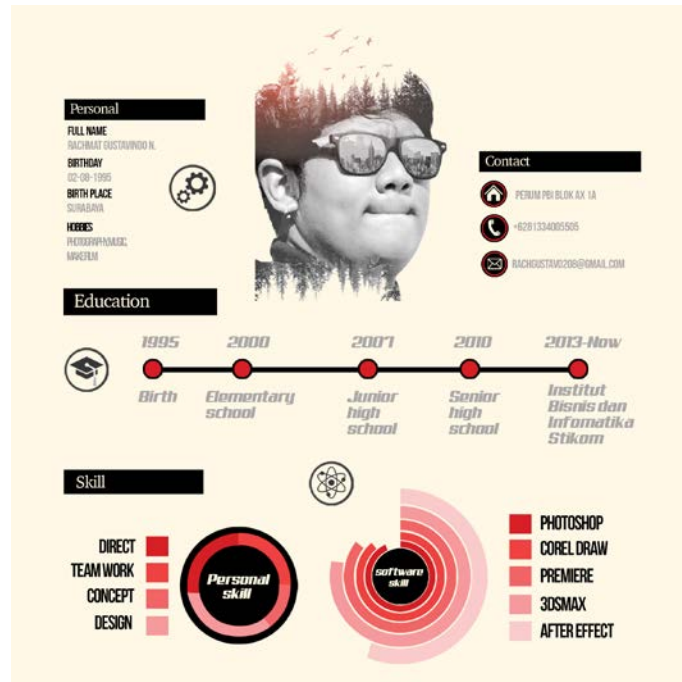 Personal
FULL NAME
RACHMAT GUSTAVINDO N.
BIRTHDAY
02-08-1995
BIRTH PLACE
SURABAYA
HOBBIES
PHOTOGRAPHY,MUSIC,
MAKEFILM
Contact
PERUM PBI BLOK AX 1A
+6281334005505
RACHGUSTAV0208@GMAIL.COM
Education
1995
2000
2007
2010
2013-Now
Birth
Elementary
school
Junior
high
school
Senior
high
school
Institut
Bisnis dan
Infomatika
Stikom
Skill
DIRECT
TEAM WORK
CONCEPT
DESIGN
Personal
skill
software
skill
PHOTOSHOP
COREL DRAW
PREMIERE
3DSMAX
AFTER EFFECT